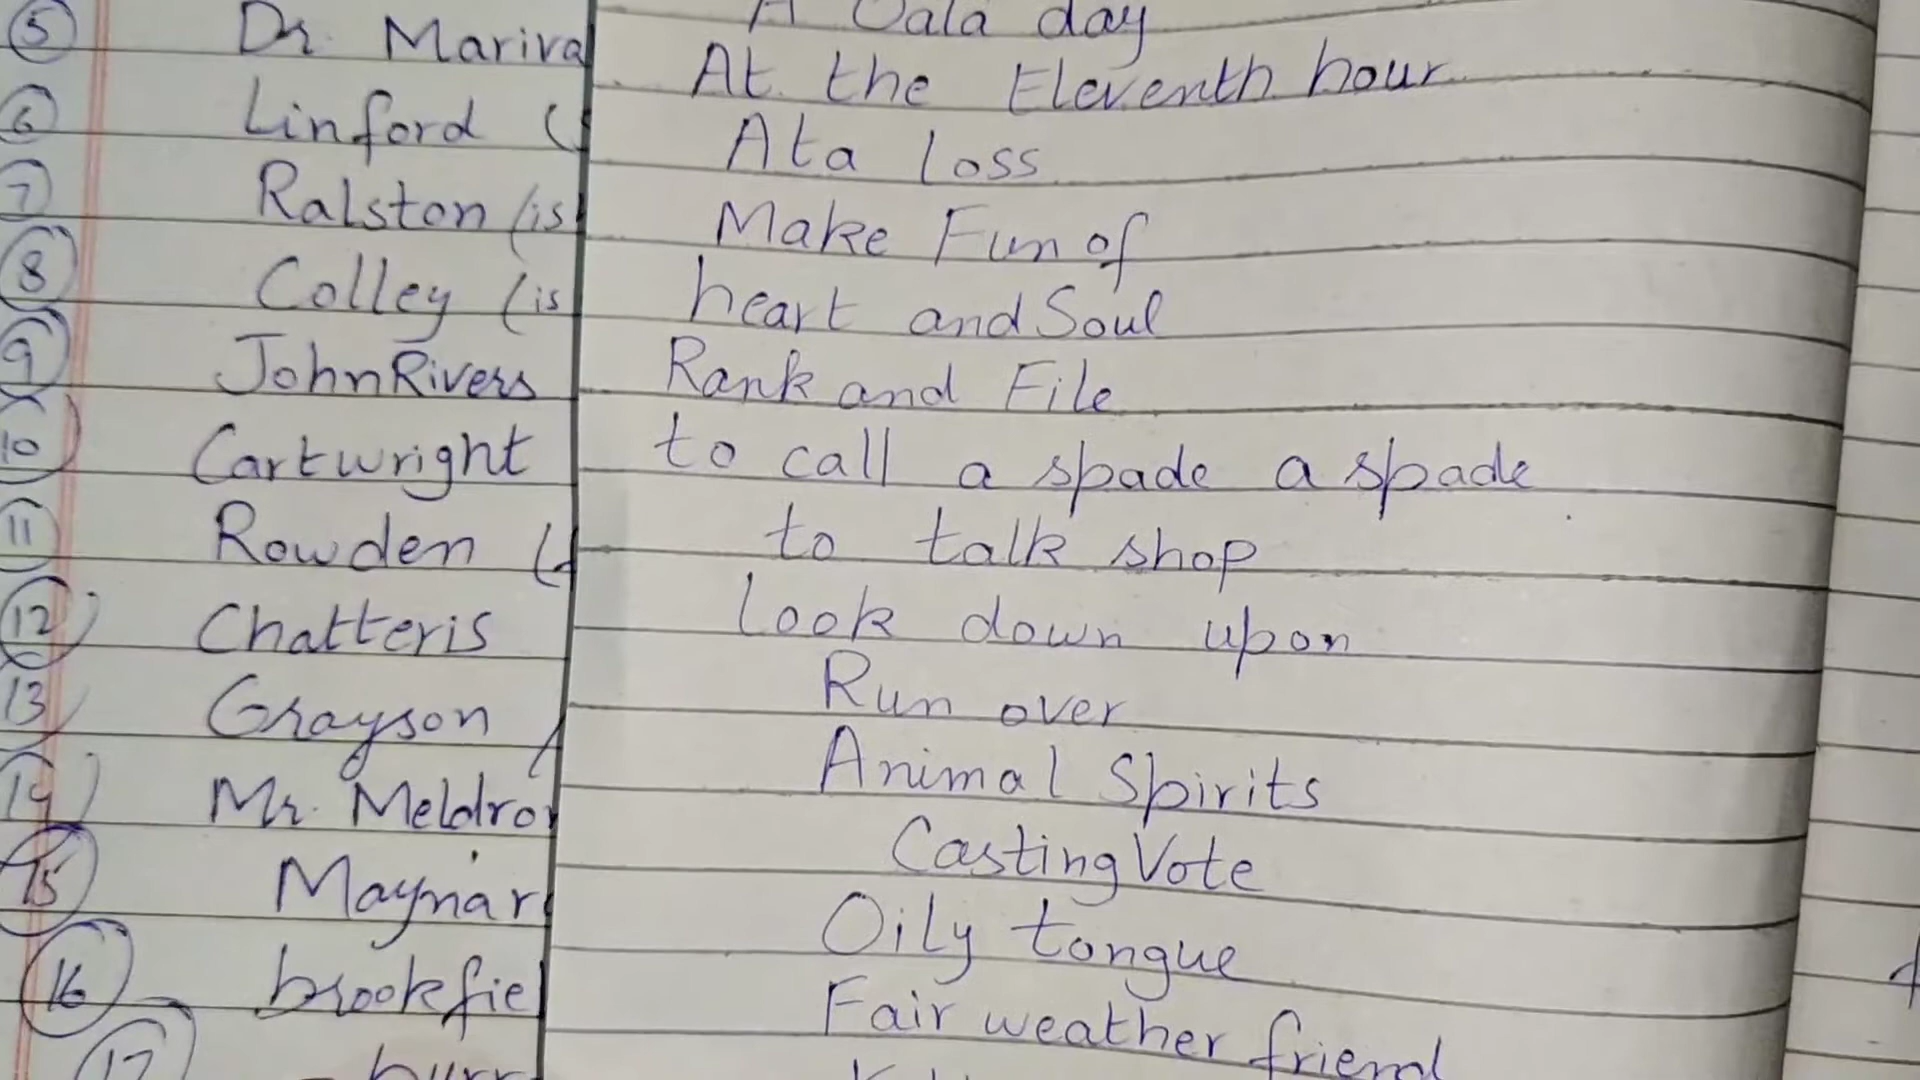 5 Dr. Mariva
6 Linford (
7 Ralston (is
8 Colley (is
9 John Rivers
10 Cartwright
11 Rowden (
12 Chatteris
13 Grayson
14 Mr. Meldro
15 Maynar
16 brookfie
17
A Gala day
At the Eleventh hour
At a loss
Make Fun of
heart and Soul
Rank and File
to call a spade a spade
to talk shop
look down upon
Run over
Animal Spirits
Casting Vote
Oily tongue
Fair weather friend